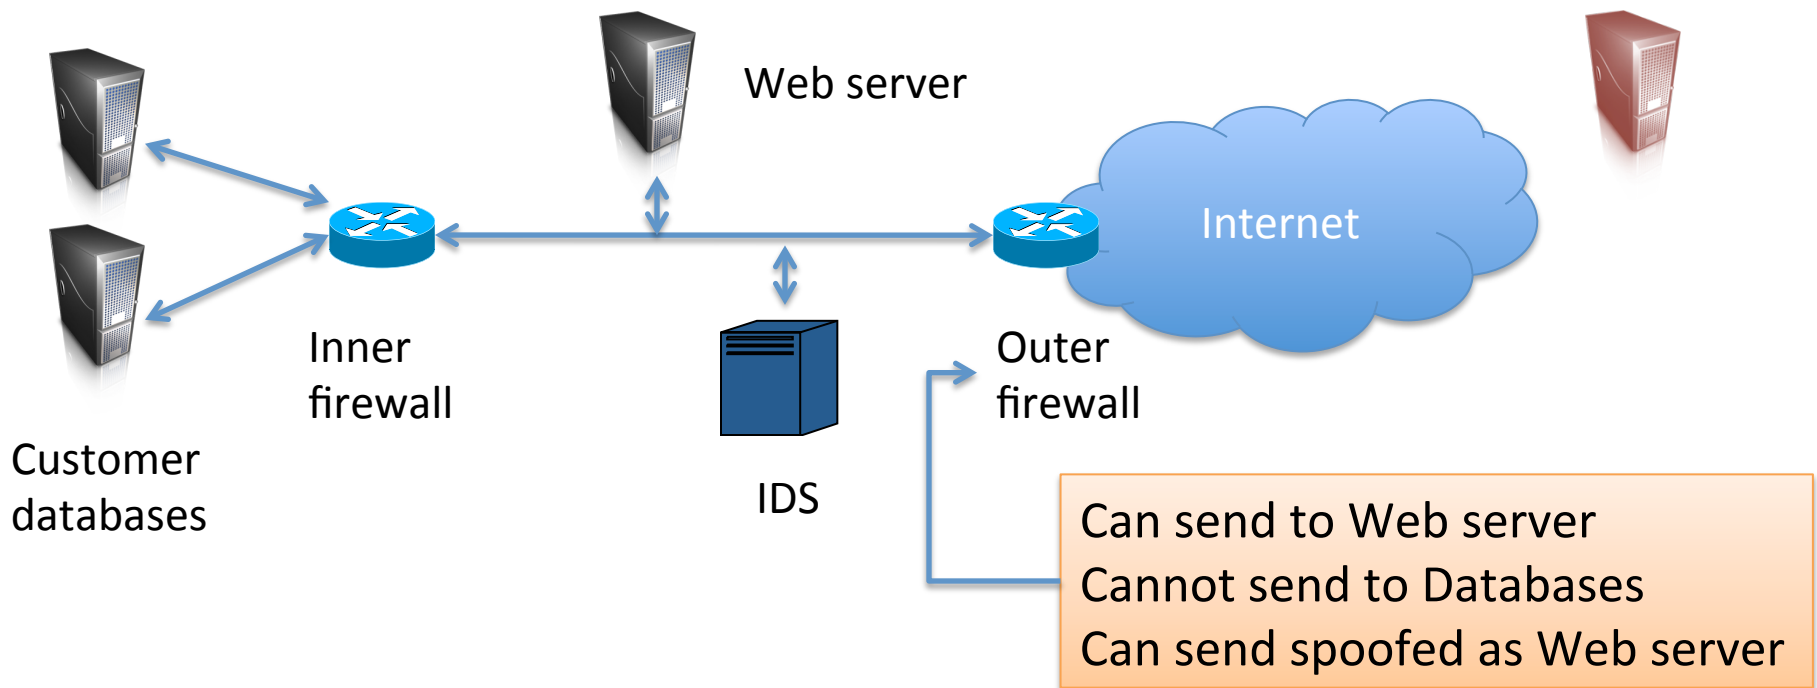 Web server
Internet
Inner
firewall
Outer
firewall
Customer
databases
IDS
Can send to Web server
Cannot send to Databases
Can send spoofed as Web server